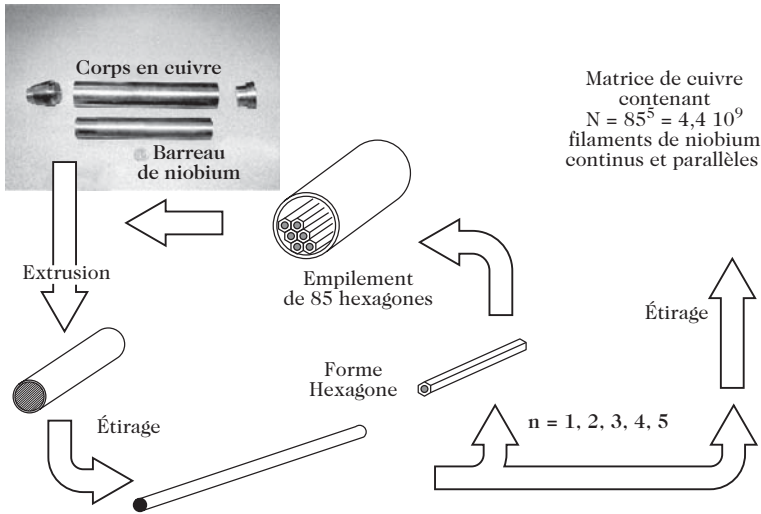 Corps en cuivre
Barreau
de niobium
Matrice de cuivre
contenant
N = 85⁵ = 4,4 10⁹
filaments de niobium
continus et parallèles
Extrusion
Empilement
de 85 hexagones
Étirage
Forme
Hexagone
Étirage
n = 1, 2, 3, 4, 5